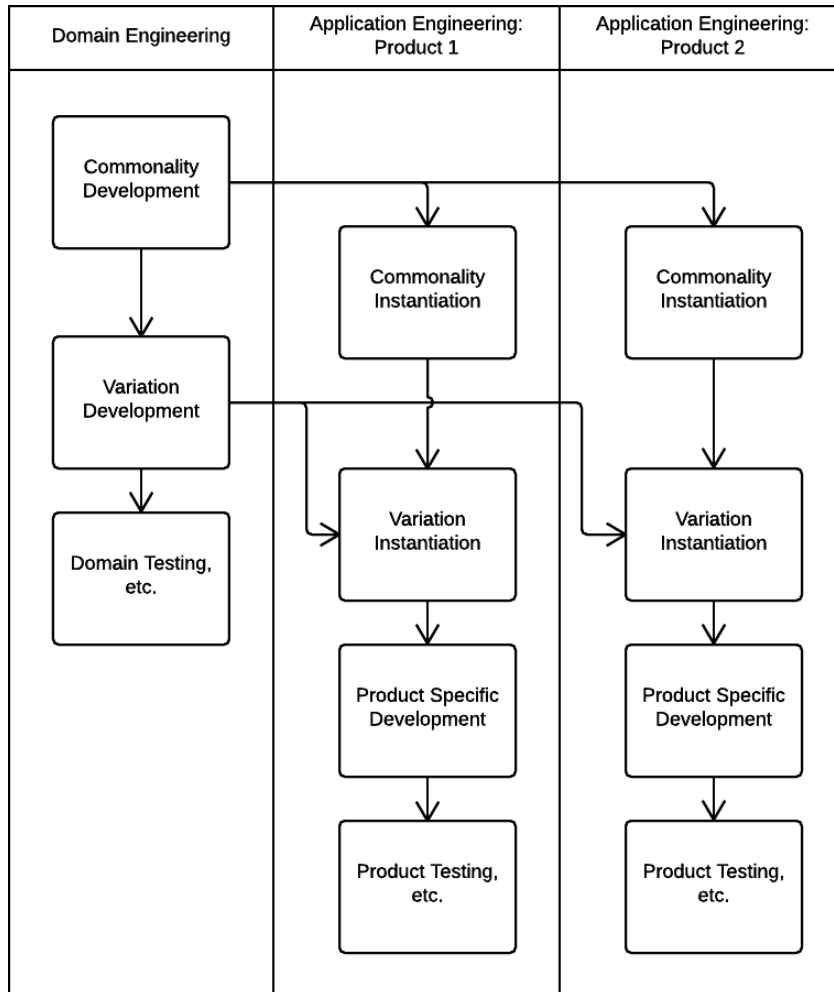 Domain Engineering
Application Engineering:
Product 1
Application Engineering:
Product 2
Commonality
Development
Commonality
Instantiation
Commonality
Instantiation
Variation
Development
Variation
Instantiation
Variation
Instantiation
Domain Testing,
etc.
Product Specific
Development
Product Specific
Development
Product Testing,
etc.
Product Testing,
etc.